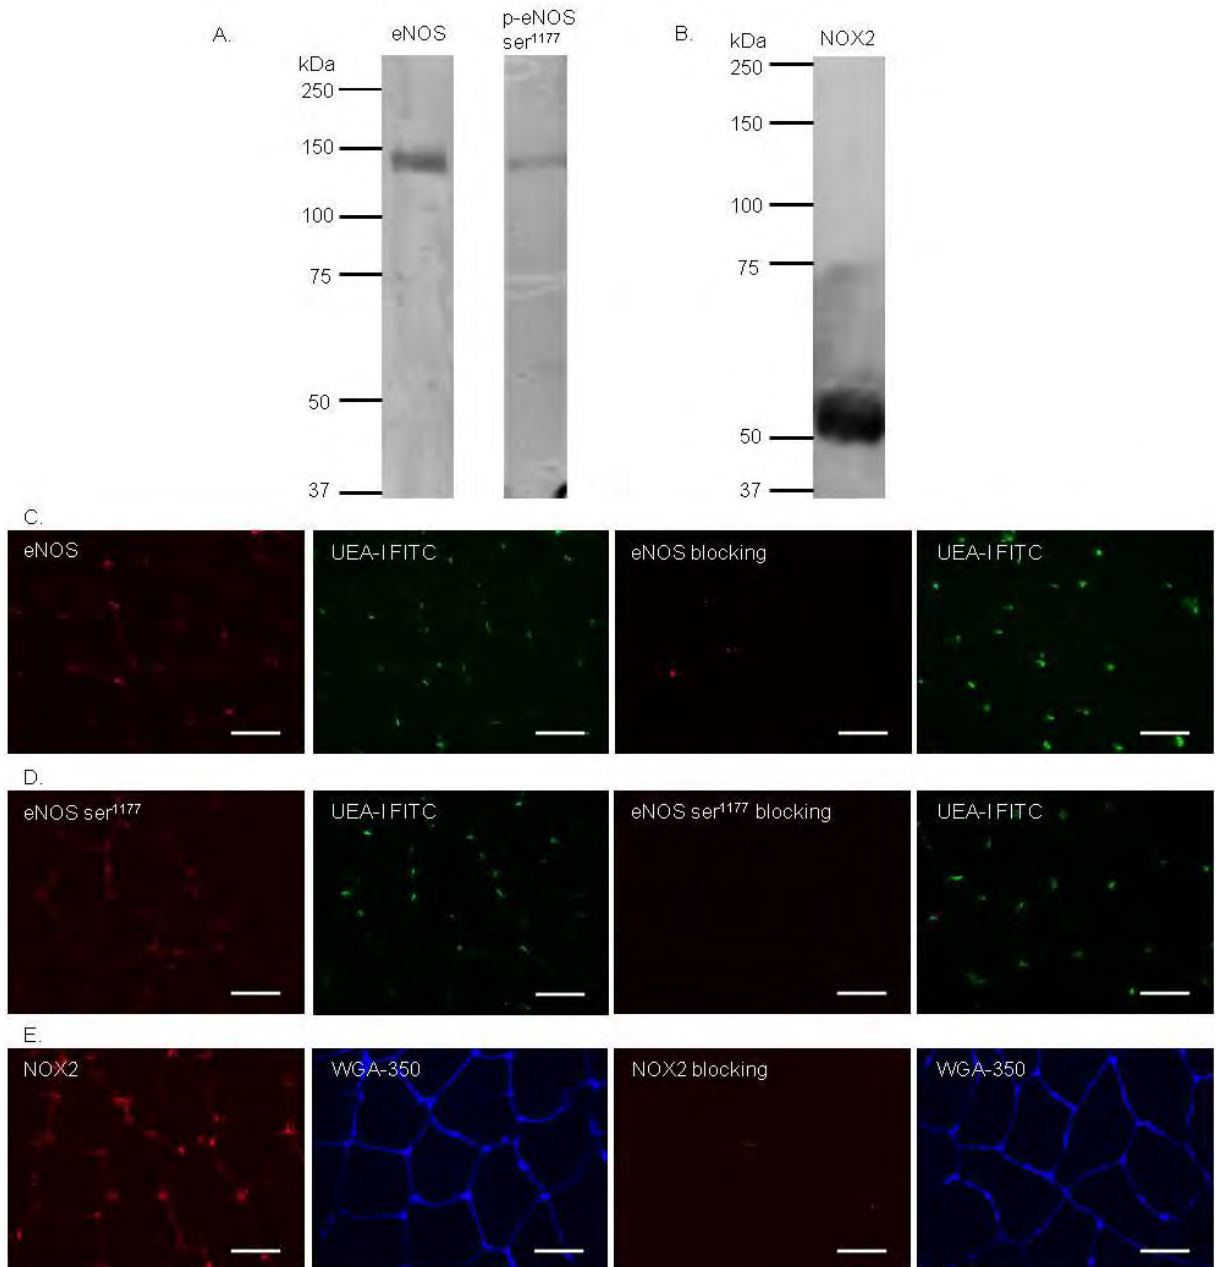 A.
eNOS
p-eNOS
ser1177
kDa
250
150
100
75
50
37
B.
kDa
NOX2
250
150
100
75
50
37
C.
eNOS
UEA-I FITC
eNOS blocking
UEA-I FITC
D.
eNOS ser1177
UEA-I FITC
eNOS ser1177 blocking
UEA-I FITC
E.
NOX2
WGA-350
NOX2 blocking
WGA-350